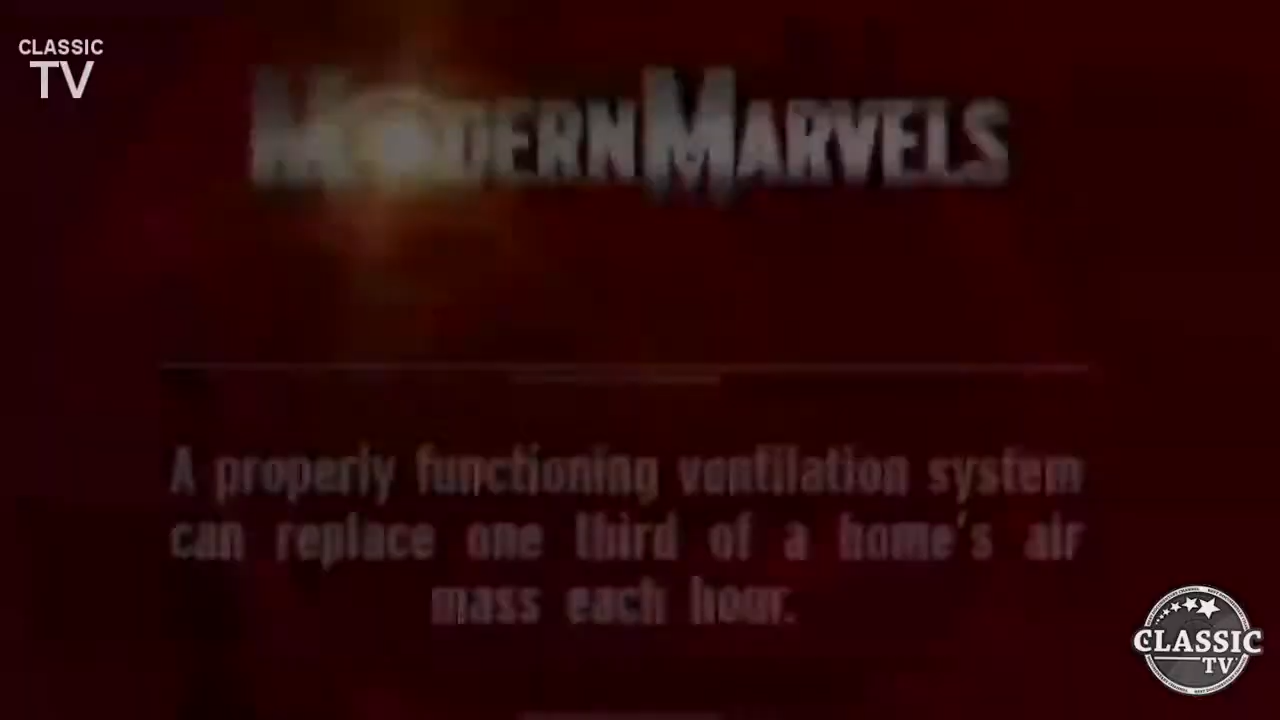 CLASSIC
TV
MODERN MARVELS
A properly functioning ventilation system
can replace one third of a home's air
mass each hour.
CLASSIC
TV